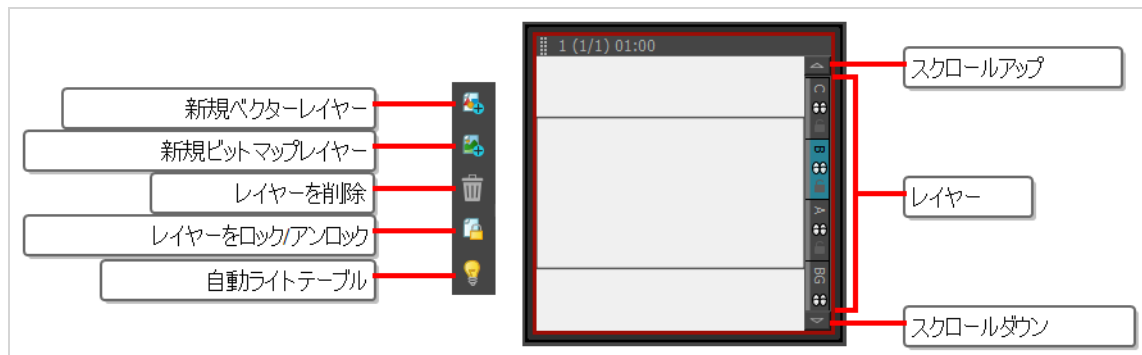 新規ベクターレイヤー
新規ビットマップレイヤー
レイヤーを削除
レイヤーをロック/アンロック
自動ライトテーブル
1 (1/1) 01:00
C
B
A
BG
スクロールアップ
レイヤー
スクロールダウン